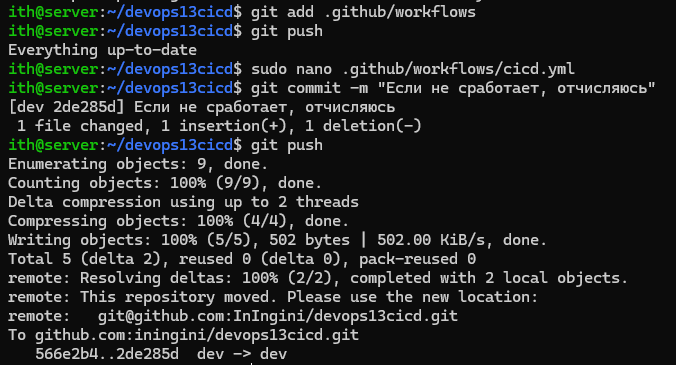 ith@server:~/devops13cicd$ git add .github/workflows
ith@server:~/devops13cicd$ git push
Everything up-to-date
ith@server:~/devops13cicd$ sudo nano .github/workflows/cicd.yml
ith@server:~/devops13cicd$ git commit -m "Если не сработает, отчисляюсь"
[dev 2de285d] Если не сработает, отчисляюсь
 1 file changed, 1 insertion(+), 1 deletion(-)
ith@server:~/devops13cicd$ git push
Enumerating objects: 9, done.
Counting objects: 100% (9/9), done.
Delta compression using up to 2 threads
Compressing objects: 100% (4/4), done.
Writing objects: 100% (5/5), 502 bytes | 502.00 KiB/s, done.
Total 5 (delta 2), reused 0 (delta 0), pack-reused 0
remote: Resolving deltas: 100% (2/2), completed with 2 local objects.
remote: This repository moved. Please use the new location:
remote:   git@github.com:InIngini/devops13cicd.git
To github.com:iningini/devops13cicd.git
   566e2b4..2de285d  dev -> dev